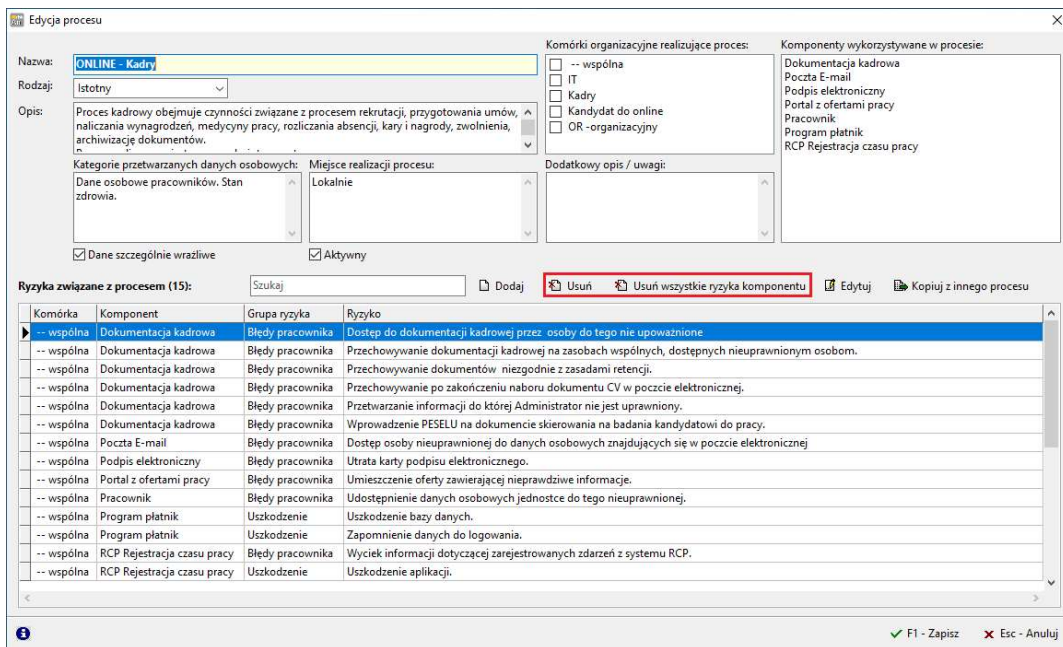 Edycja procesu
Nazwa: ONLINE - Kadry
Rodzaj: Istotny
Opis: Proces kadrowy obejmuje czynności związane z procesem rekrutacji, przygotowania umów,
naliczania wynagrodzeń, medycyny pracy, rozliczania absencji, kary i nagrody, zwolnienia,
archiwizację dokumentów.
Komórki organizacyjne realizujące proces:
-- wspólna
IT
Kadry
Kandydat do online
OR -organizacyjny
Komponenty wykorzystywane w procesie:
Dokumentacja kadrowa
Poczta E-mail
Podpis elektroniczny
Portal z ofertami pracy
Pracownik
Program płatnik
RCP Rejestracja czasu pracy
Kategorie przetwarzanych danych osobowych:
Dane osobowe pracowników. Stan
zdrowia.
Miejsce realizacji procesu:
Lokalnie
Dodatkowy opis / uwagi:
Dane szczególnie wrażliwe
Aktywny
Ryzyka związane z procesem (15): Szukaj Dodaj Usuń Usuń wszystkie ryzyka komponentu Edytuj Kopiuj z innego procesu
Komórka Komponent Grupa ryzyka Ryzyko
-- wspólna Dokumentacja kadrowa Błędy pracownika Dostęp do dokumentacji kadrowej przez osoby do tego nie upoważnione
-- wspólna Dokumentacja kadrowa Błędy pracownika Przechowywanie dokumentacji kadrowej na zasobach wspólnych, dostępnych nieuprawnionym osobom.
-- wspólna Dokumentacja kadrowa Błędy pracownika Przechowywanie dokumentów niezgodnie z zasadami retencji.
-- wspólna Dokumentacja kadrowa Błędy pracownika Przechowywanie po zakończeniu naboru dokumentu CV w poczcie elektronicznej.
-- wspólna Dokumentacja kadrowa Błędy pracownika Przetwarzanie informacji do której Administrator nie jest uprawniony.
-- wspólna Dokumentacja kadrowa Błędy pracownika Wprowadzenie PESELU na dokumencie skierowania na badania kandydatowi do pracy.
-- wspólna Poczta E-mail Błędy pracownika Dostęp osoby nieuprawnionej do danych osobowych znajdujących się w poczcie elektronicznej
-- wspólna Podpis elektroniczny Błędy pracownika Utrata karty podpisu elektronicznego.
-- wspólna Portal z ofertami pracy Błędy pracownika Umieszczenie oferty zawierającej nieprawdziwe informacje.
-- wspólna Pracownik Błędy pracownika Udostępnienie danych osobowych jednostce do tego nieuprawnionej.
-- wspólna Program płatnik Uszkodzenie Uszkodzenie bazy danych.
-- wspólna Program płatnik Uszkodzenie Zapomnienie danych do logowania.
-- wspólna RCP Rejestracja czasu pracy Błędy pracownika Wyciek informacji dotyczącej zarejestrowanych zdarzeń z systemu RCP.
-- wspólna RCP Rejestracja czasu pracy Uszkodzenie Uszkodzenie aplikacji.
F1 - Zapisz Esc - Anuluj